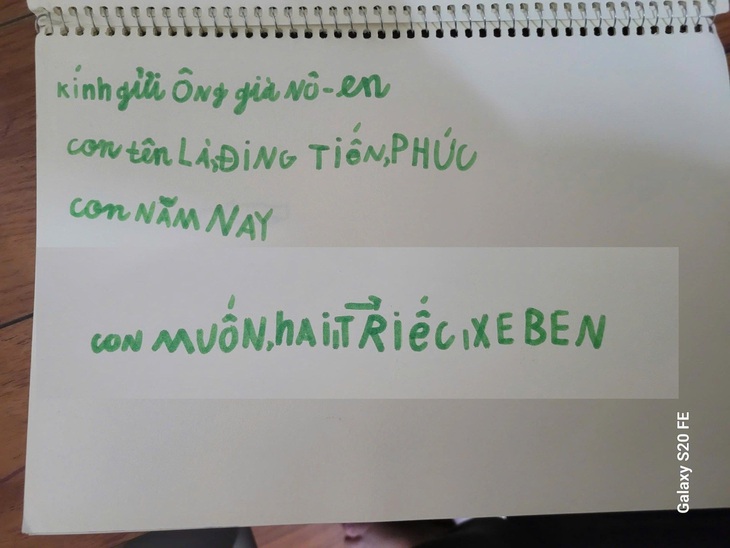 Kính gửi Ông già Nô-en
con tên Là,ĐiNG TIẾN,PHÚC
con NĂM NAY
con MUỐN,hAi,TRiếC,XE BEN
Galaxy S20 FE